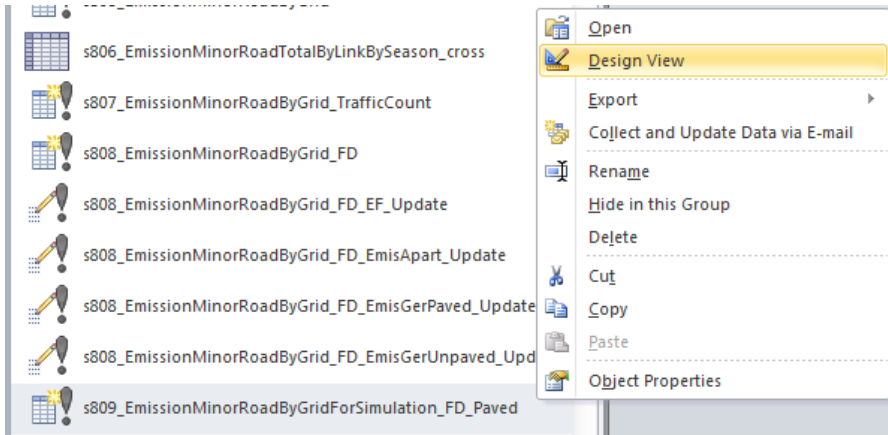 s806_EmissionMinorRoadTotalByLinkBySeason_cross
s807_EmissionMinorRoadByGrid_TrafficCount
s808_EmissionMinorRoadByGrid_FD
s808_EmissionMinorRoadByGrid_FD_EF_Update
s808_EmissionMinorRoadByGrid_FD_EmisApart_Update
s808_EmissionMinorRoadByGrid_FD_EmisGerPaved_Update
s808_EmissionMinorRoadByGrid_FD_EmisGerUnpaved_Upd
s809_EmissionMinorRoadByGridForSimulation_FD_Paved
Open
Design View
Export
Collect and Update Data via E-mail
Rename
Hide in this Group
Delete
Cut
Copy
Paste
Object Properties